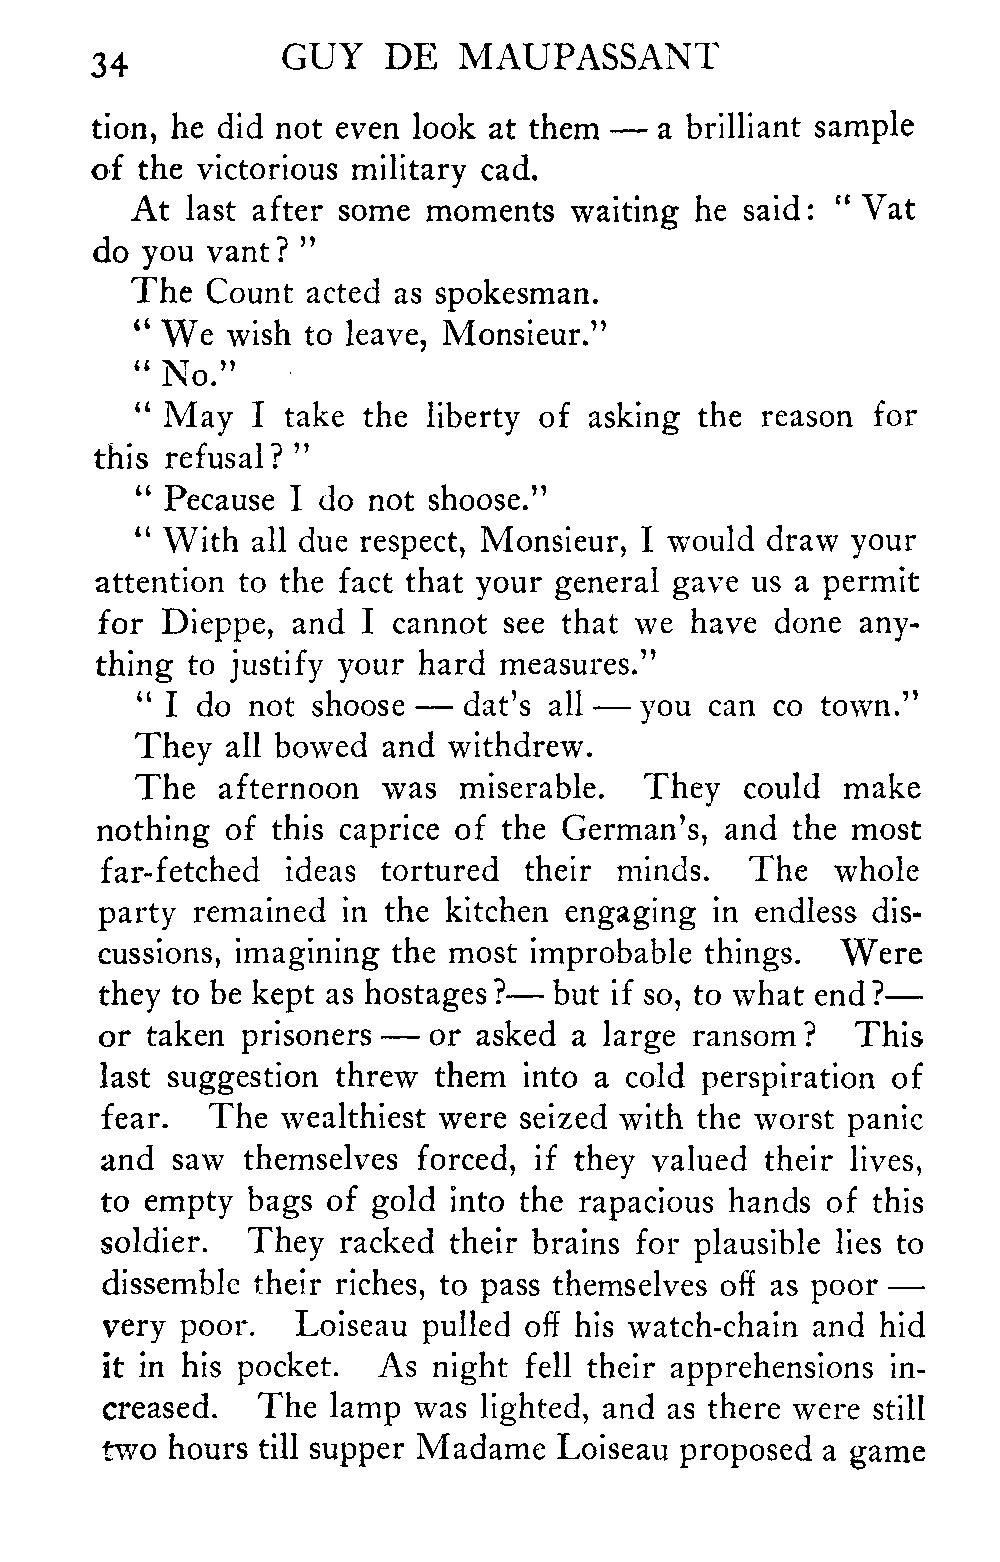 34 GUY DE MAUPASSANT
tion, he did not even look at them — a brilliant sample
of the victorious military cad.
At last after some moments waiting he said: " Vat
do you vant? "
The Count acted as spokesman.
" We wish to leave, Monsieur."
" No."
" May I take the liberty of asking the reason for
this refusal? "
" Pecause I do not shoose."
" With all due respect, Monsieur, I would draw your
attention to the fact that your general gave us a permit
for Dieppe, and I cannot see that we have done any-
thing to justify your hard measures."
" I do not shoose — dat's all — you can co town."
They all bowed and withdrew.
The afternoon was miserable. They could make
nothing of this caprice of the German's, and the most
far-fetched ideas tortured their minds. The whole
party remained in the kitchen engaging in endless dis-
cussions, imagining the most improbable things. Were
they to be kept as hostages?— but if so, to what end?—
or taken prisoners — or asked a large ransom? This
last suggestion threw them into a cold perspiration of
fear. The wealthiest were seized with the worst panic
and saw themselves forced, if they valued their lives,
to empty bags of gold into the rapacious hands of this
soldier. They racked their brains for plausible lies to
dissemble their riches, to pass themselves off as poor —
very poor. Loiseau pulled off his watch-chain and hid
it in his pocket. As night fell their apprehensions in-
creased. The lamp was lighted, and as there were still
two hours till supper Madame Loiseau proposed a game